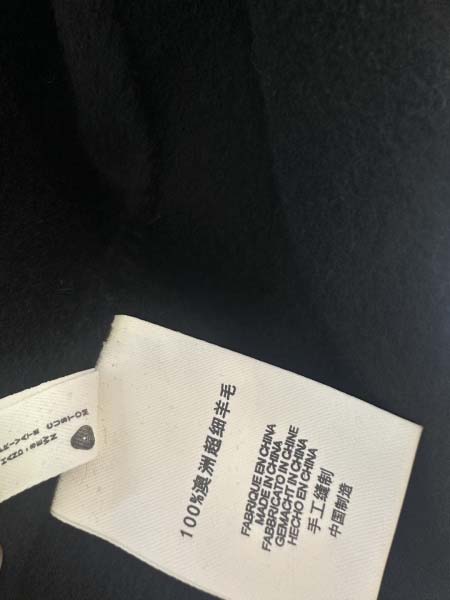 100%澳洲超细羊毛
FABRIQUE EN CHINA
MADE IN CHINA
FABBRICATO IN CHINE
GEMACHT IN CHINA
HECHO EN CHINA
手工缝制
中国制造